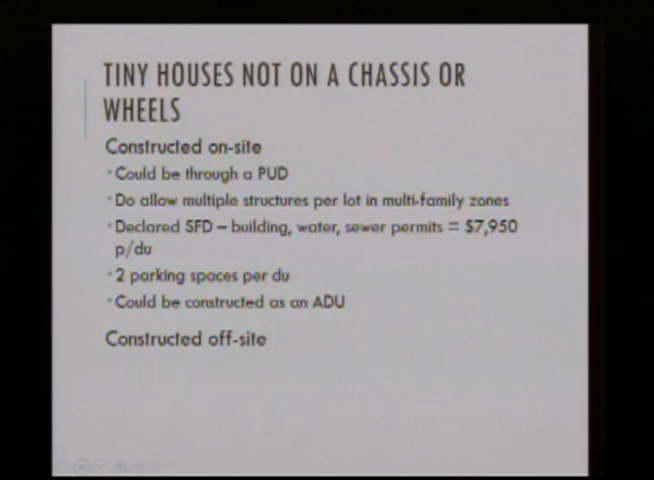 TINY HOUSES NOT ON A CHASSIS OR
WHEELS
Constructed on-site
Could be through a PUD
Do allow multiple structures per lot in multi-family zones
Declared SFD – building, water, sewer permits = $7,950
p/du
2 parking spaces per du
Could be constructed as an ADU
Constructed off-site